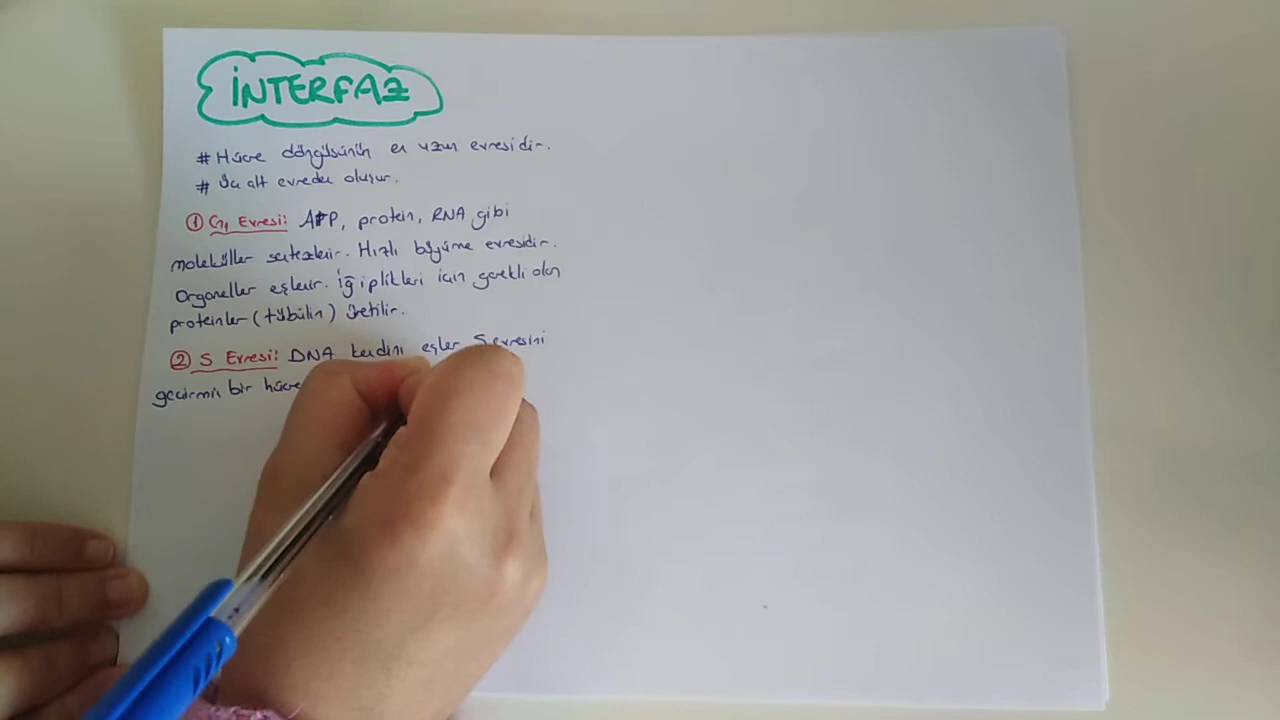 İNTERFAZ
# Hücre döngüsünün en uzun evresidir.
# Üç alt evreden oluşur.
① G₁ Evresi: ATP, protein, RNA gibi
moleküller sentezlenir. Hızlı büyüme evresidir.
Organeller eşlenir. İğ iplikleri için gerekli olan
proteinler (tübülin) üretilir.
② S Evresi: DNA kendini eşler S evresini
geçirmiş bir hücre